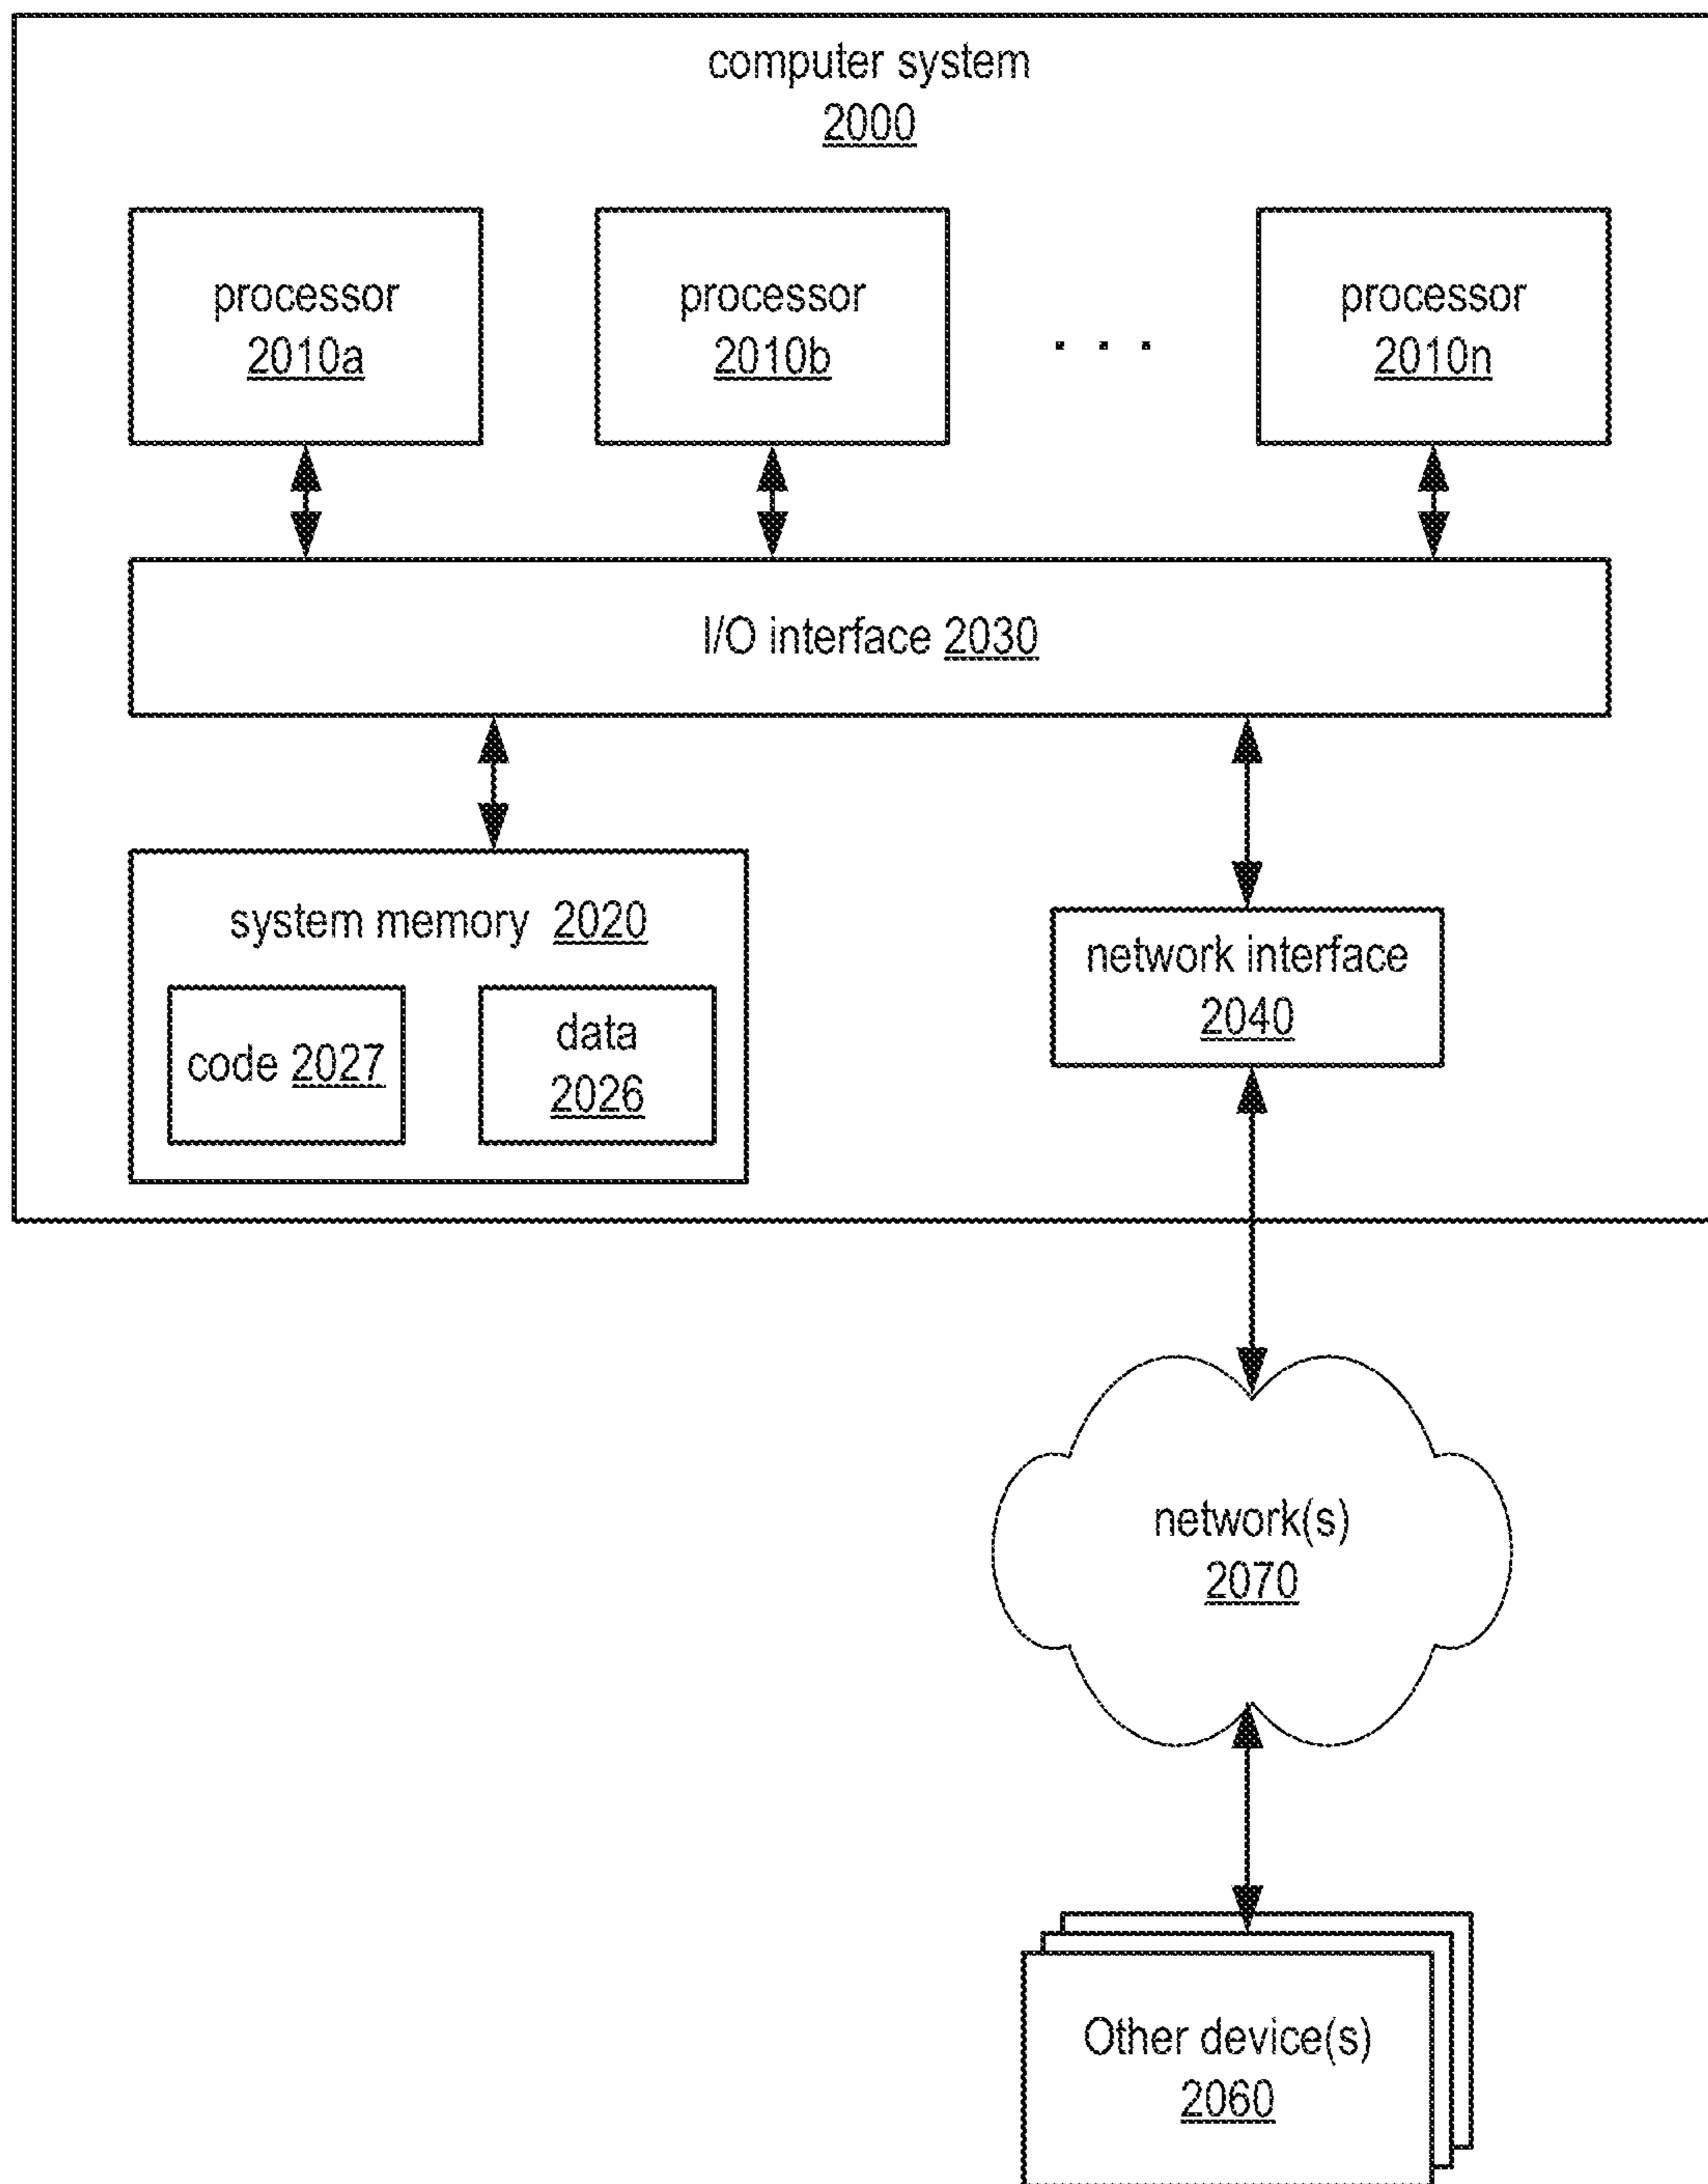 computer system
2000
processor
2010a
processor
2010b
. . .
processor
2010n
I/O interface 2030
system memory 2020
code 2027
data
2026
network interface
2040
network(s)
2070
Other device(s)
2060